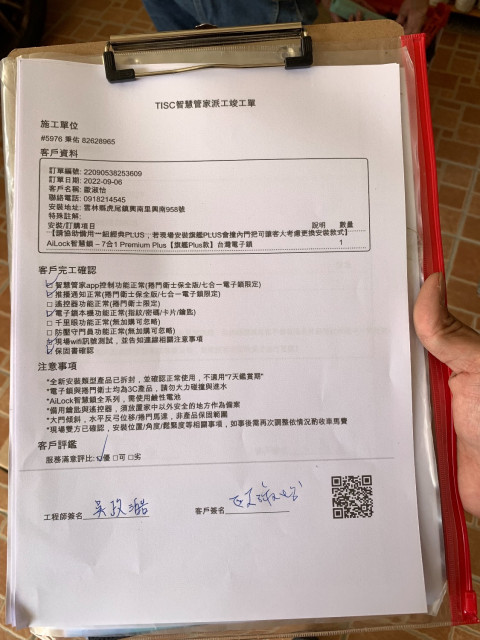 TISC智慧管家派工竣工單
施工單位
#5976 秉佑 82628965
客戶資料
訂單編號: 22090538253609
訂單日期: 2022-09-06
客戶名稱: 歐淑怡
聯絡電話: 0918214545
安裝地址: 雲林縣虎尾鎮興南里興南958號
特殊註解:
安裝/訂購項目 說明 數量
【請協助備用一組經典PLUS，若現場安裝旗艦PLUS會撞內門把可讓客人考慮更換安裝款式】
AiLock智慧鎖 – 7合1 Premium Plus【旗艦Plus款】台灣電子鎖 1
客戶完工確認
☑智慧管家app控制功能正常(捲門衛士保全版/七合一電子鎖限定)
☑推播通知正常(捲門衛士保全版/七合一電子鎖限定)
□遙控器功能正常(捲門衛士限定)
☑電子鎖本機功能正常(指紋/密碼/卡片/鑰匙)
□千里眼功能正常(無加購可忽略)
□防壓守門員功能正常(無加購可忽略)
☑現場wifi訊號測試，並告知連線相關注意事項
☑保固書確認
注意事項
*全新安裝類型產品已拆封，並確認正常使用，不適用"7天鑑賞期"
*電子鎖與捲門衛士均為3C產品，請勿大力碰撞與進水
*AiLock智慧鎖全系列，需使用鹼性電池
*備用鑰匙與遙控器，須放置家中以外安全的地方作為備案
*大門傾斜，水平反弓位移/捲門馬達，非產品保固範圍
*現場雙方已確認，安裝位置/角度/鬆緊度等相關事項，如事後需再次調整依情況酌收車馬費
客戶評鑑
服務滿意評比:☑優 □可 □劣
工程師簽名
客戶簽名